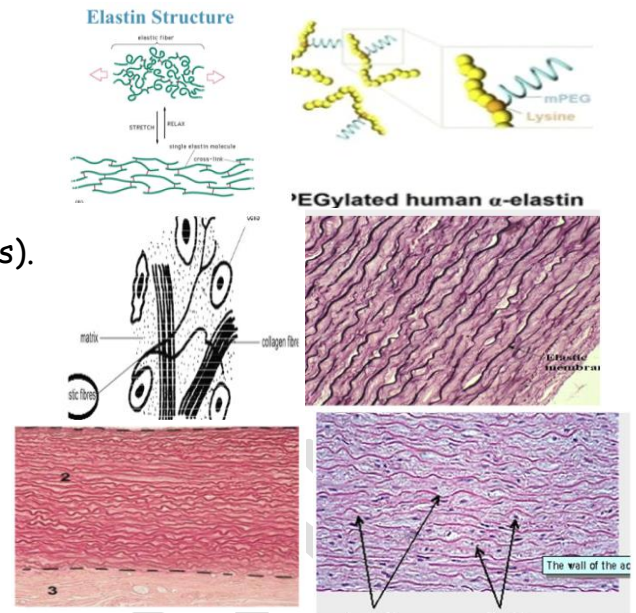 Elastin Structure
elastic fiber
STRETCH
RELAX
single elastin molecule
cross-link
mPEG
Lysine
PEGylated human α-elastin
s).
matrix
collagen fibre
stic fibres
Elastic
membran
2
3
The wall of the ao